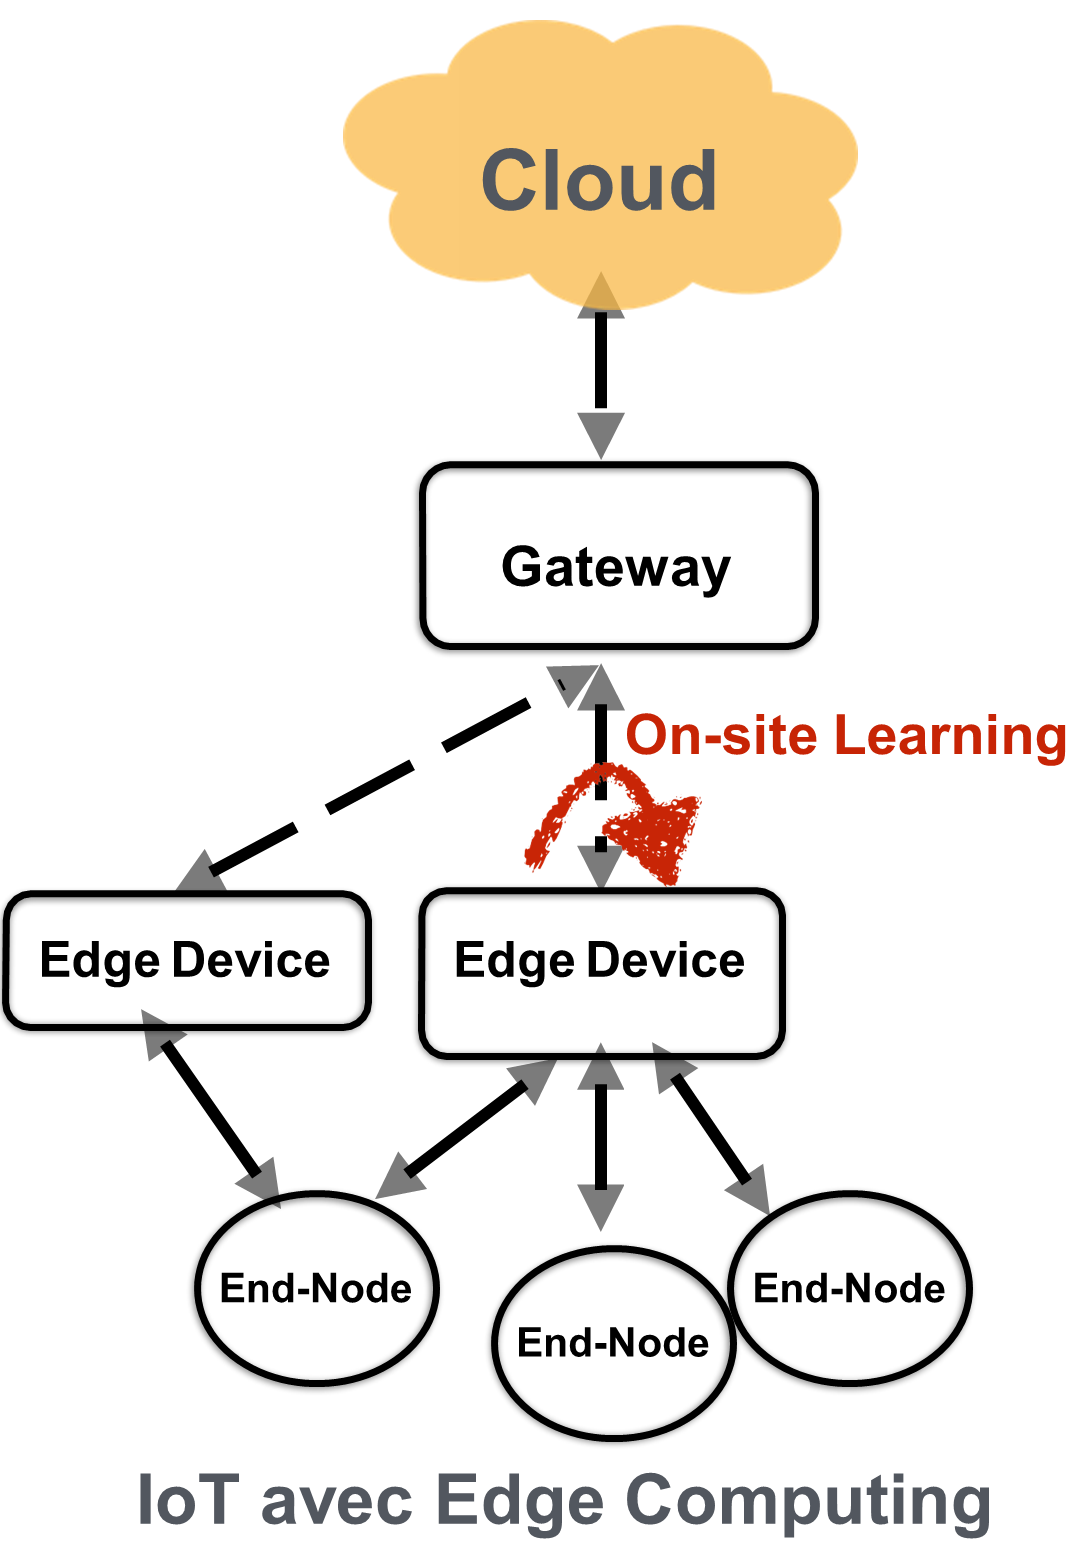 Cloud
Gateway
On-site Learning
Edge Device
Edge Device
End-Node
End-Node
End-Node
IoT avec Edge Computing